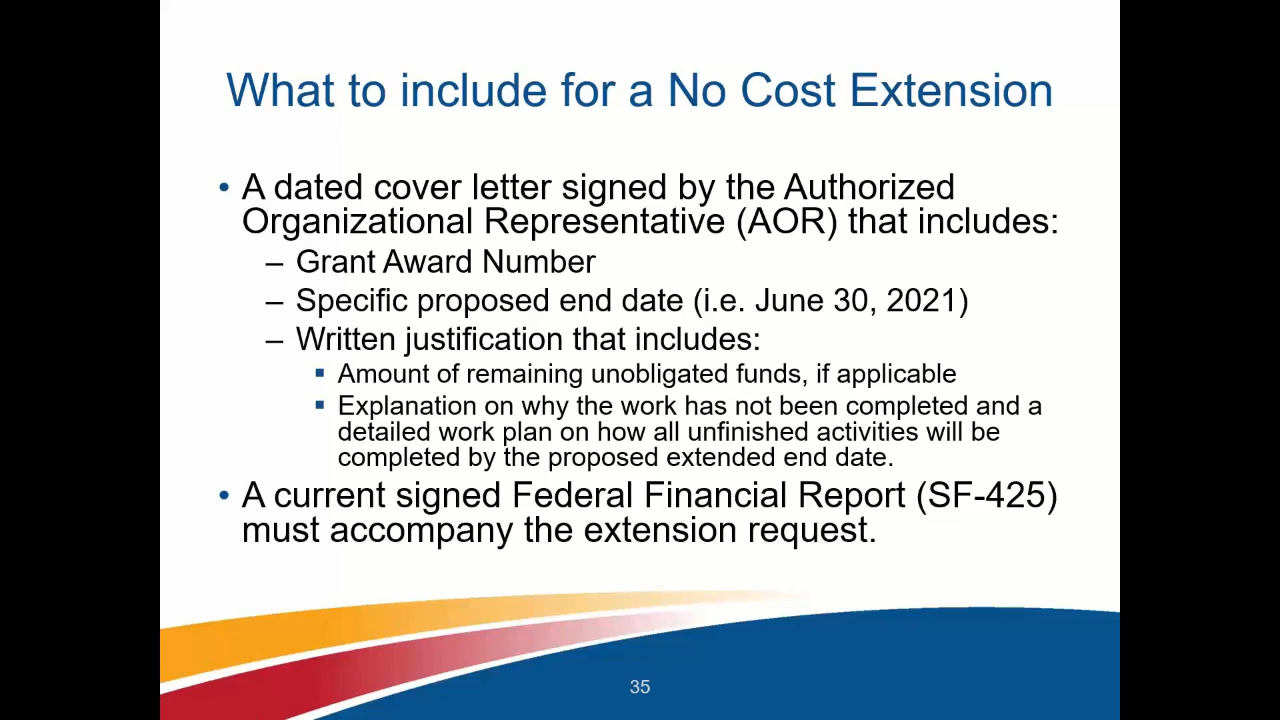 What to include for a No Cost Extension
• A dated cover letter signed by the Authorized
Organizational Representative (AOR) that includes:
– Grant Award Number
– Specific proposed end date (i.e. June 30, 2021)
– Written justification that includes:
▪ Amount of remaining unobligated funds, if applicable
▪ Explanation on why the work has not been completed and a
detailed work plan on how all unfinished activities will be
completed by the proposed extended end date.
• A current signed Federal Financial Report (SF-425)
must accompany the extension request.
35